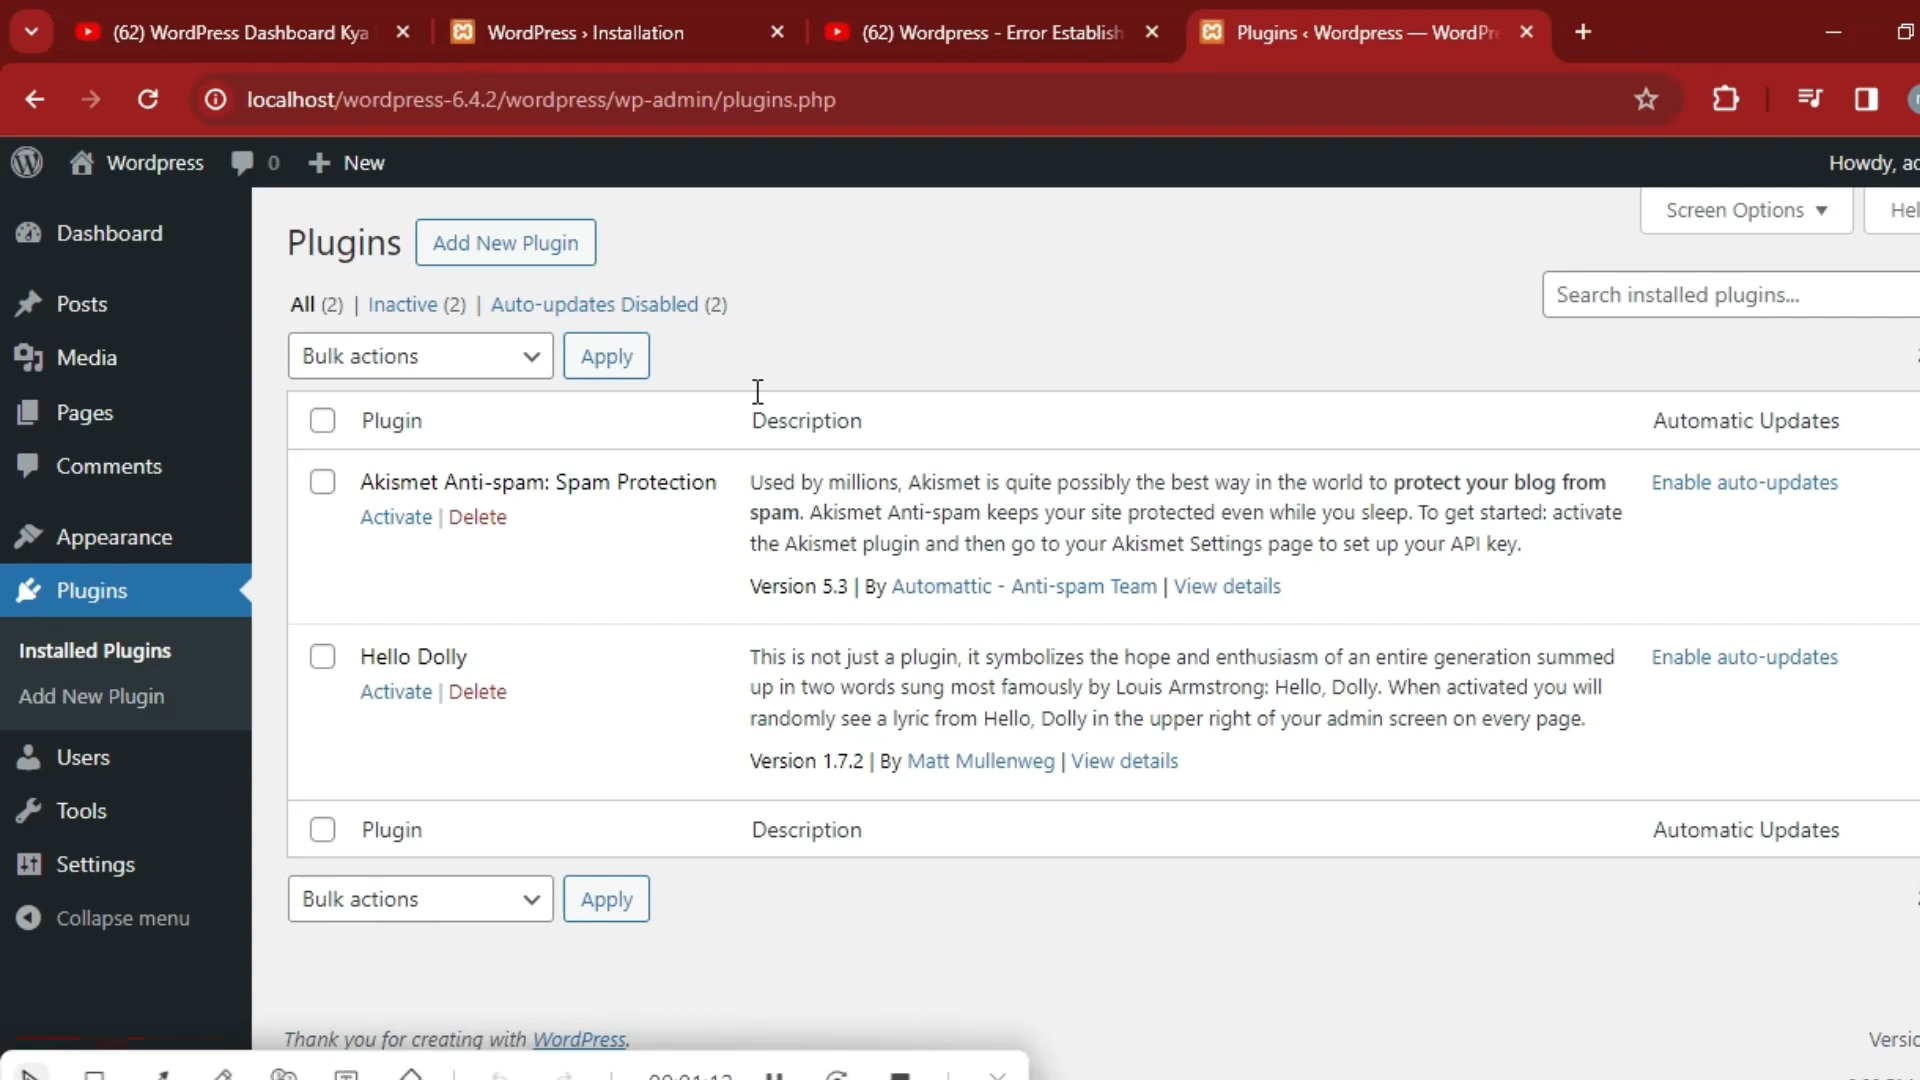 (62) WordPress Dashboard Kya
WordPress › Installation
(62) Wordpress - Error Establish
Plugins ‹ Wordpress — WordPr
localhost/wordpress-6.4.2/wordpress/wp-admin/plugins.php
Wordpress
0
New
Howdy, ad
Dashboard
Posts
Media
Pages
Comments
Appearance
Plugins
Installed Plugins
Add New Plugin
Users
Tools
Settings
Collapse menu
Screen Options
Hel
Plugins
Add New Plugin
All (2) | Inactive (2) | Auto-updates Disabled (2)
Search installed plugins...
Bulk actions
Apply
Plugin
Description
Automatic Updates
Akismet Anti-spam: Spam Protection
Activate | Delete
Used by millions, Akismet is quite possibly the best way in the world to protect your blog from
spam. Akismet Anti-spam keeps your site protected even while you sleep. To get started: activate
the Akismet plugin and then go to your Akismet Settings page to set up your API key.
Version 5.3 | By Automattic - Anti-spam Team | View details
Enable auto-updates
Hello Dolly
Activate | Delete
This is not just a plugin, it symbolizes the hope and enthusiasm of an entire generation summed
up in two words sung most famously by Louis Armstrong: Hello, Dolly. When activated you will
randomly see a lyric from Hello, Dolly in the upper right of your admin screen on every page.
Version 1.7.2 | By Matt Mullenweg | View details
Enable auto-updates
Plugin
Description
Automatic Updates
Bulk actions
Apply
Thank you for creating with WordPress.
Versio